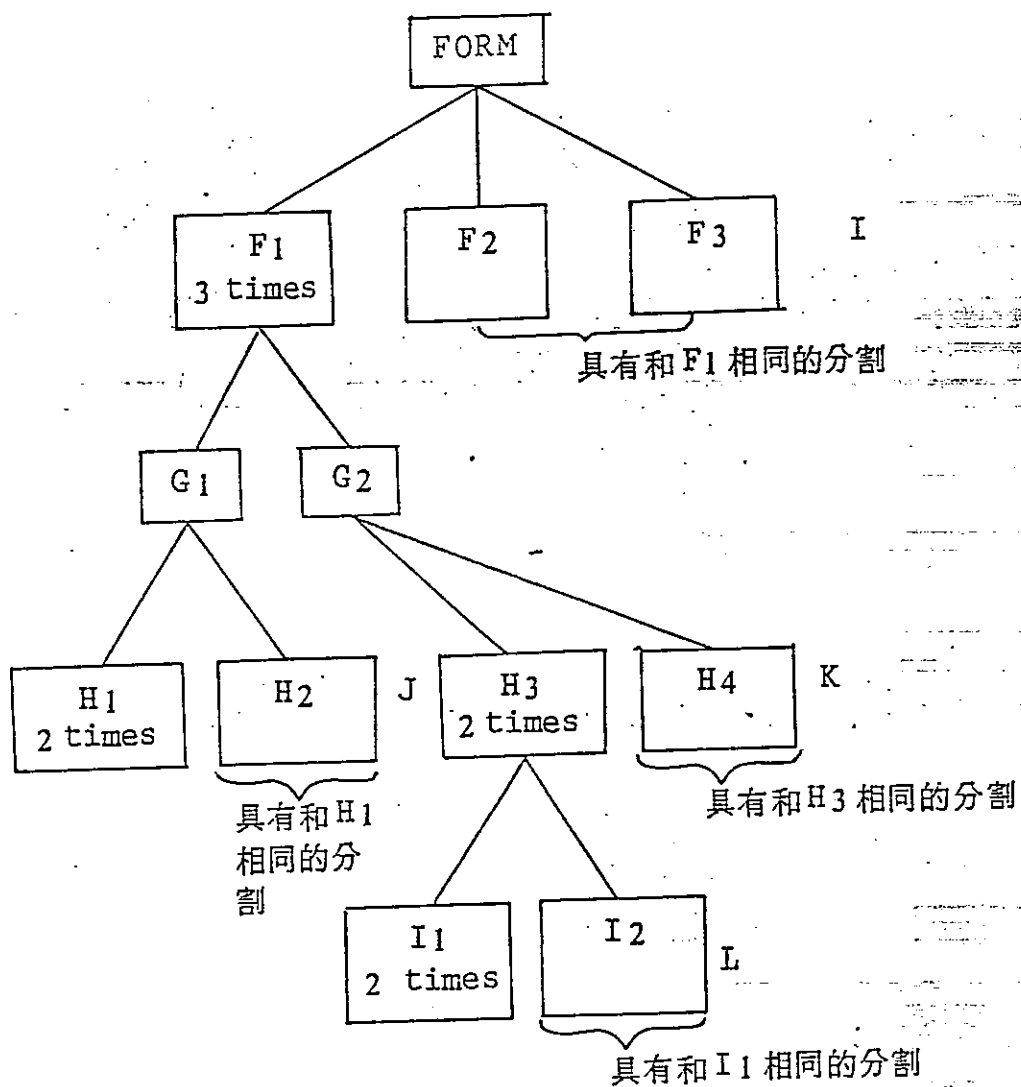 FORM
F1
3 times
F2
F3
I
具有和F1相同的分割
G1
G2
H1
2 times
H2
J
H3
2 times
H4
K
具有和H1
相同的分
割
具有和H3相同的分割
I1
2 times
I2
L
具有和I1相同的分割